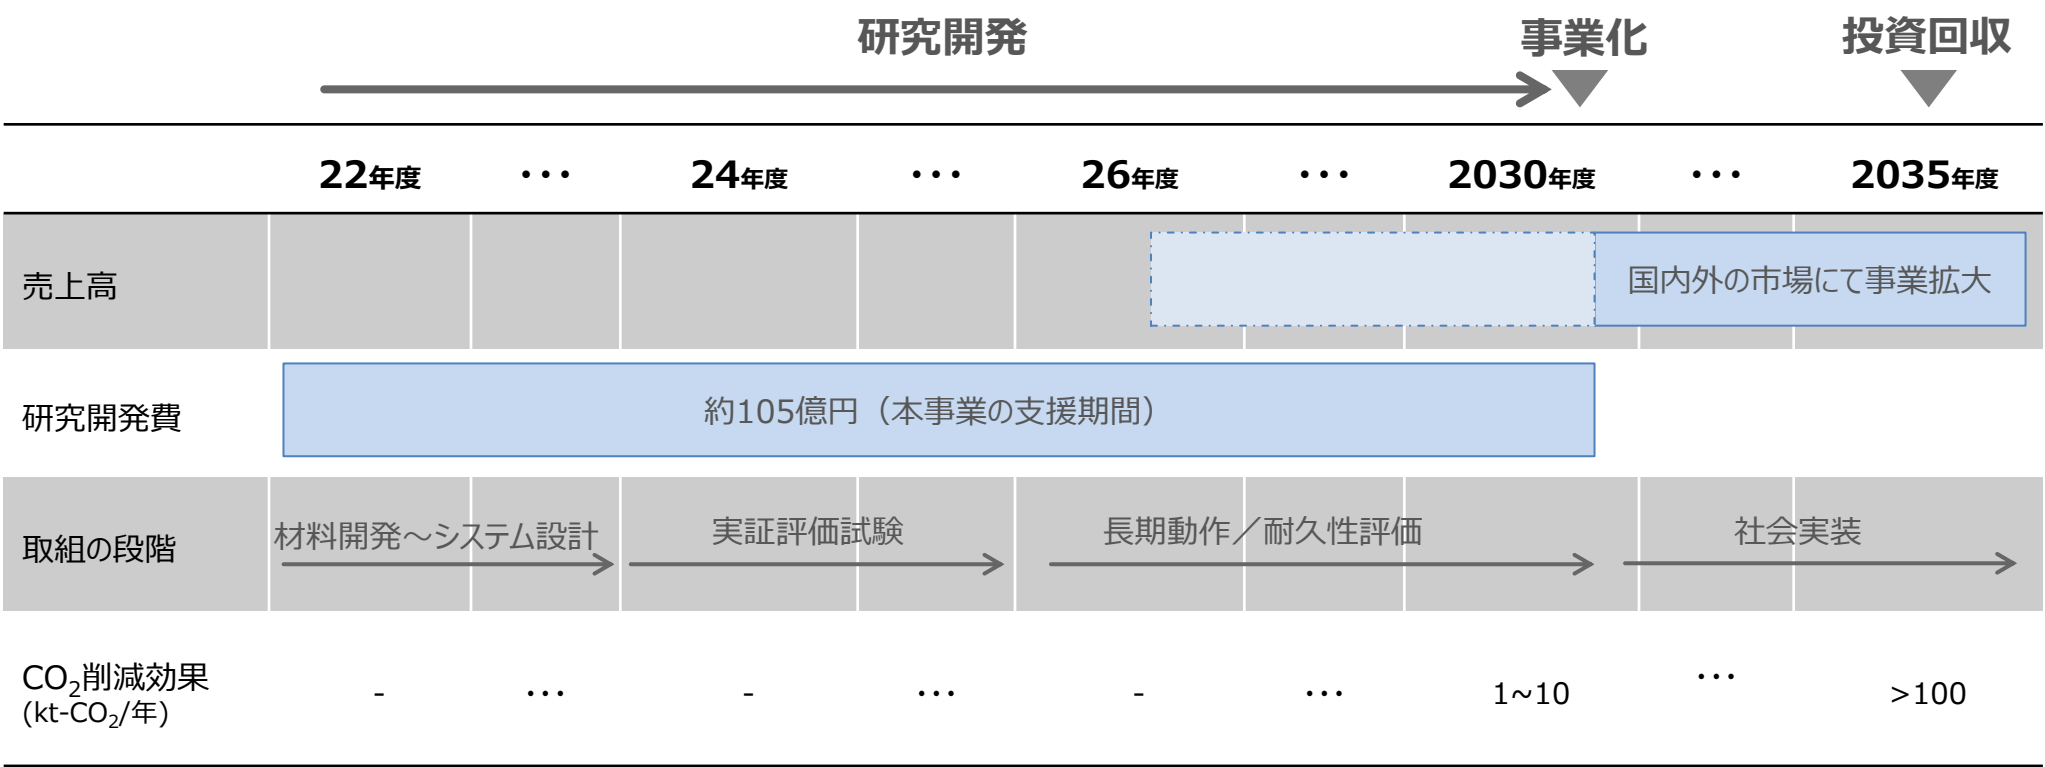 研究開発 事業化 投資回収
22年度 ・・・ 24年度 ・・・ 26年度 ・・・ 2030年度 ・・・ 2035年度
売上高 国内外の市場にて事業拡大
研究開発費 約105億円（本事業の支援期間）
取組の段階 材料開発～システム設計 実証評価試験 長期動作／耐久性評価 社会実装
CO₂削減効果
(kt-CO₂/年) - ・・・ - ・・・ - ・・・ 1~10 ・・・ >100